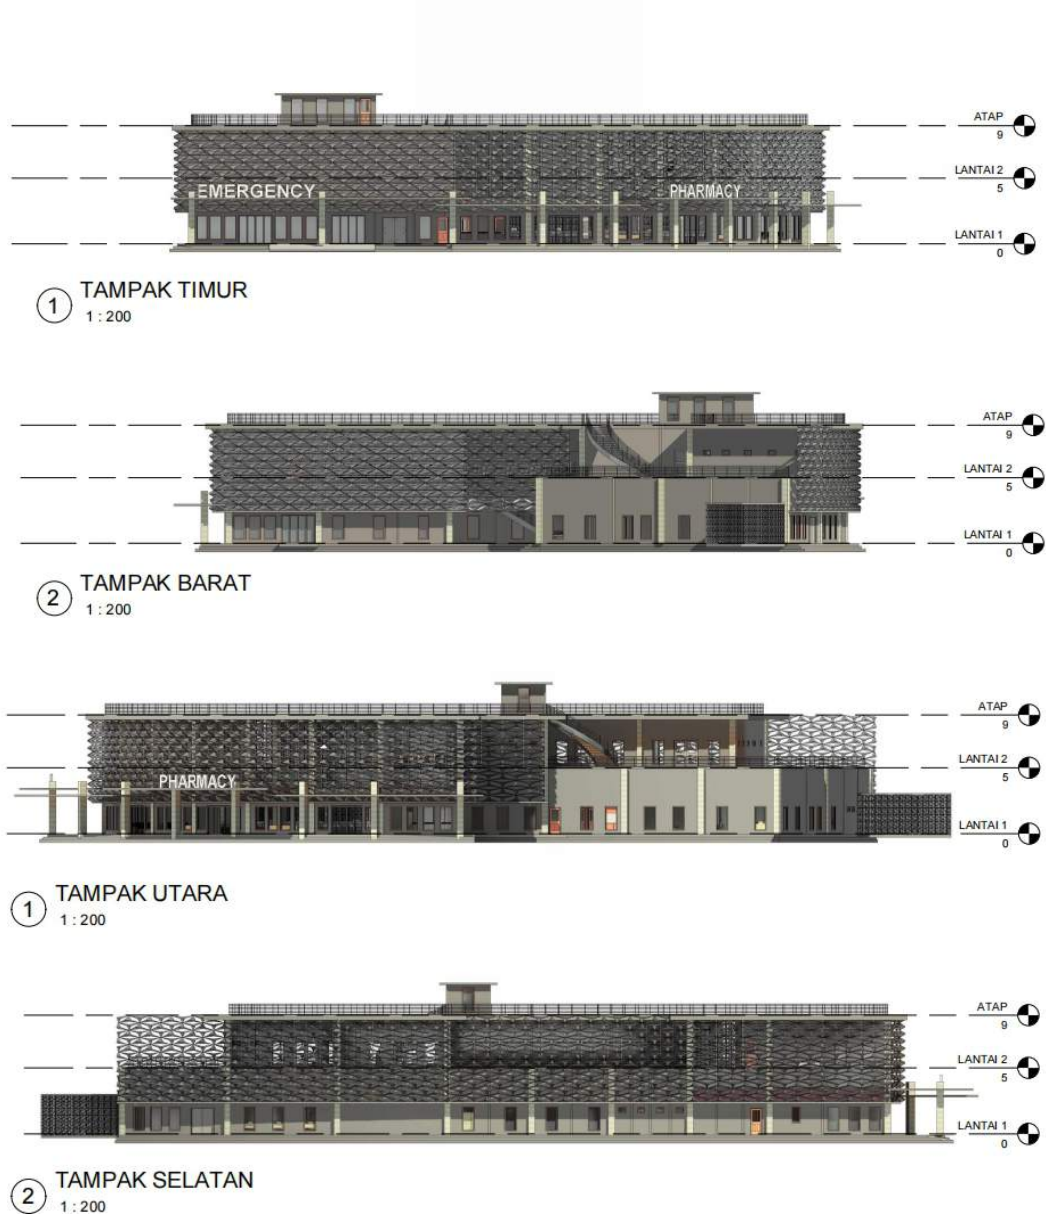 ATAP
9
LANTAI 2
5
EMERGENCY
PHARMACY
LANTAI 1
0
1
TAMPAK TIMUR
1 : 200
ATAP
9
LANTAI 2
5
LANTAI 1
0
2
TAMPAK BARAT
1 : 200
ATAP
9
LANTAI 2
5
PHARMACY
LANTAI 1
0
1
TAMPAK UTARA
1 : 200
ATAP
9
LANTAI 2
5
LANTAI 1
0
2
TAMPAK SELATAN
1 : 200